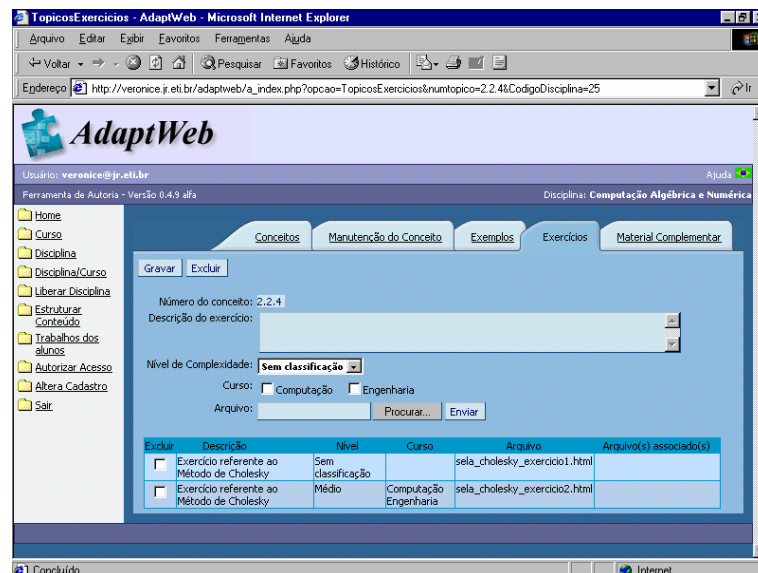 TopicosExercicios - AdaptWeb - Microsoft Internet Explorer
Arquivo Editar Exibir Favoritos Ferramentas Ajuda
Voltar Pesquisar Favoritos Histórico
Endereço http://veronice.jr.eti.br/adaptweb/a_index.php?opcao=TopicosExercicios&numtopico=2.2.4&CodigoDisciplina=25 Ir
AdaptWeb
Usuário: veronice@jr.eti.br Ajuda
Ferramenta de Autoria - Versão 0.4.9 alfa Disciplina: Computação Algébrica e Numérica
Home
Curso
Disciplina
Disciplina/Curso
Liberar Disciplina
Estruturar
Conteúdo
Trabalhos dos
alunos
Autorizar Acesso
Altera Cadastro
Sair
Conceitos Manutenção do Conceito Exemplos Exercícios Material Complementar
Gravar Excluir
Número do conceito: 2.2.4
Descrição do exercício:
Nível de Complexidade: Sem classificação
Curso: Computação Engenharia
Arquivo: Procurar... Enviar
Excluir Descrição Nível Curso Arquivo Arquivo(s) associado(s)
Exercício referente ao Sem sela_cholesky_exercicio1.html
Método de Cholesky classificação
Exercício referente ao Médio Computação sela_cholesky_exercicio2.html
Método de Cholesky Engenharia
Concluído Internet